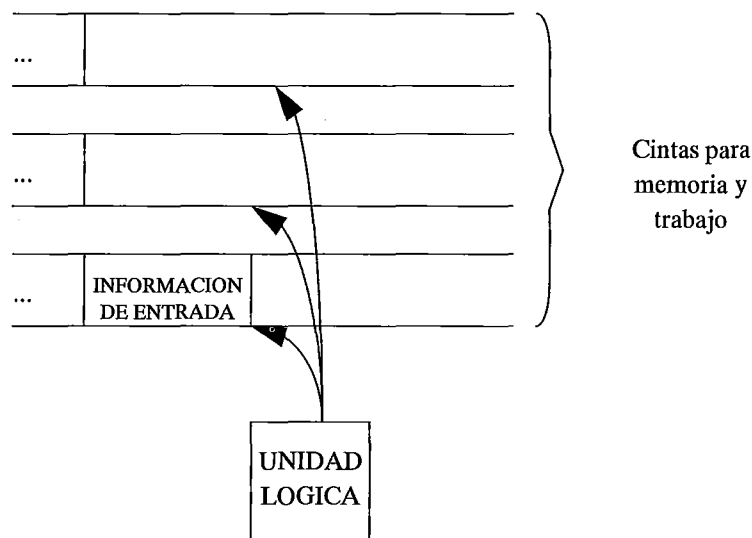 ...
...
Cintas para
memoria y
trabajo
...
INFORMACION
DE ENTRADA
UNIDAD
LOGICA